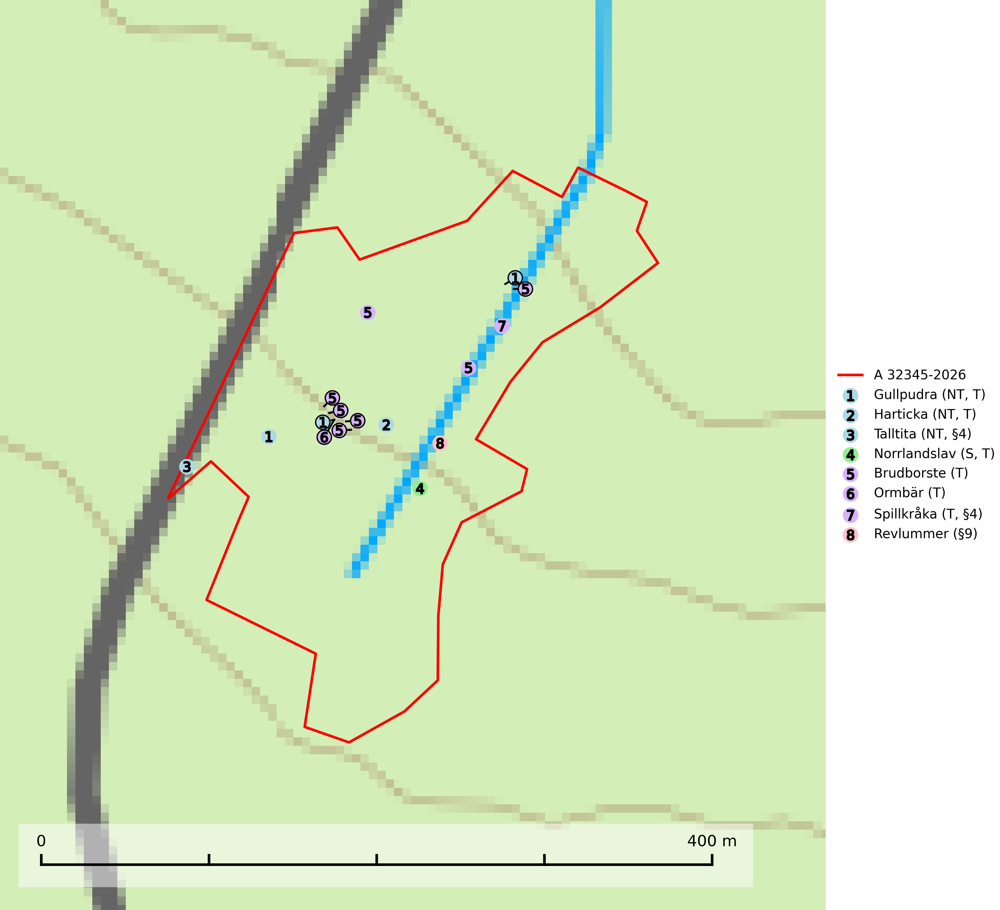 1
5
5
7
5
5
5
1 5 2
5
1 6
8
3
4
A 32345-2026
1 Gullpudra (NT, T)
2 Harticka (NT, T)
3 Talltita (NT, §4)
4 Norrlandslav (S, T)
5 Brudborste (T)
6 Ormbär (T)
7 Spillkråka (T, §4)
8 Revlummer (§9)
0 400 m